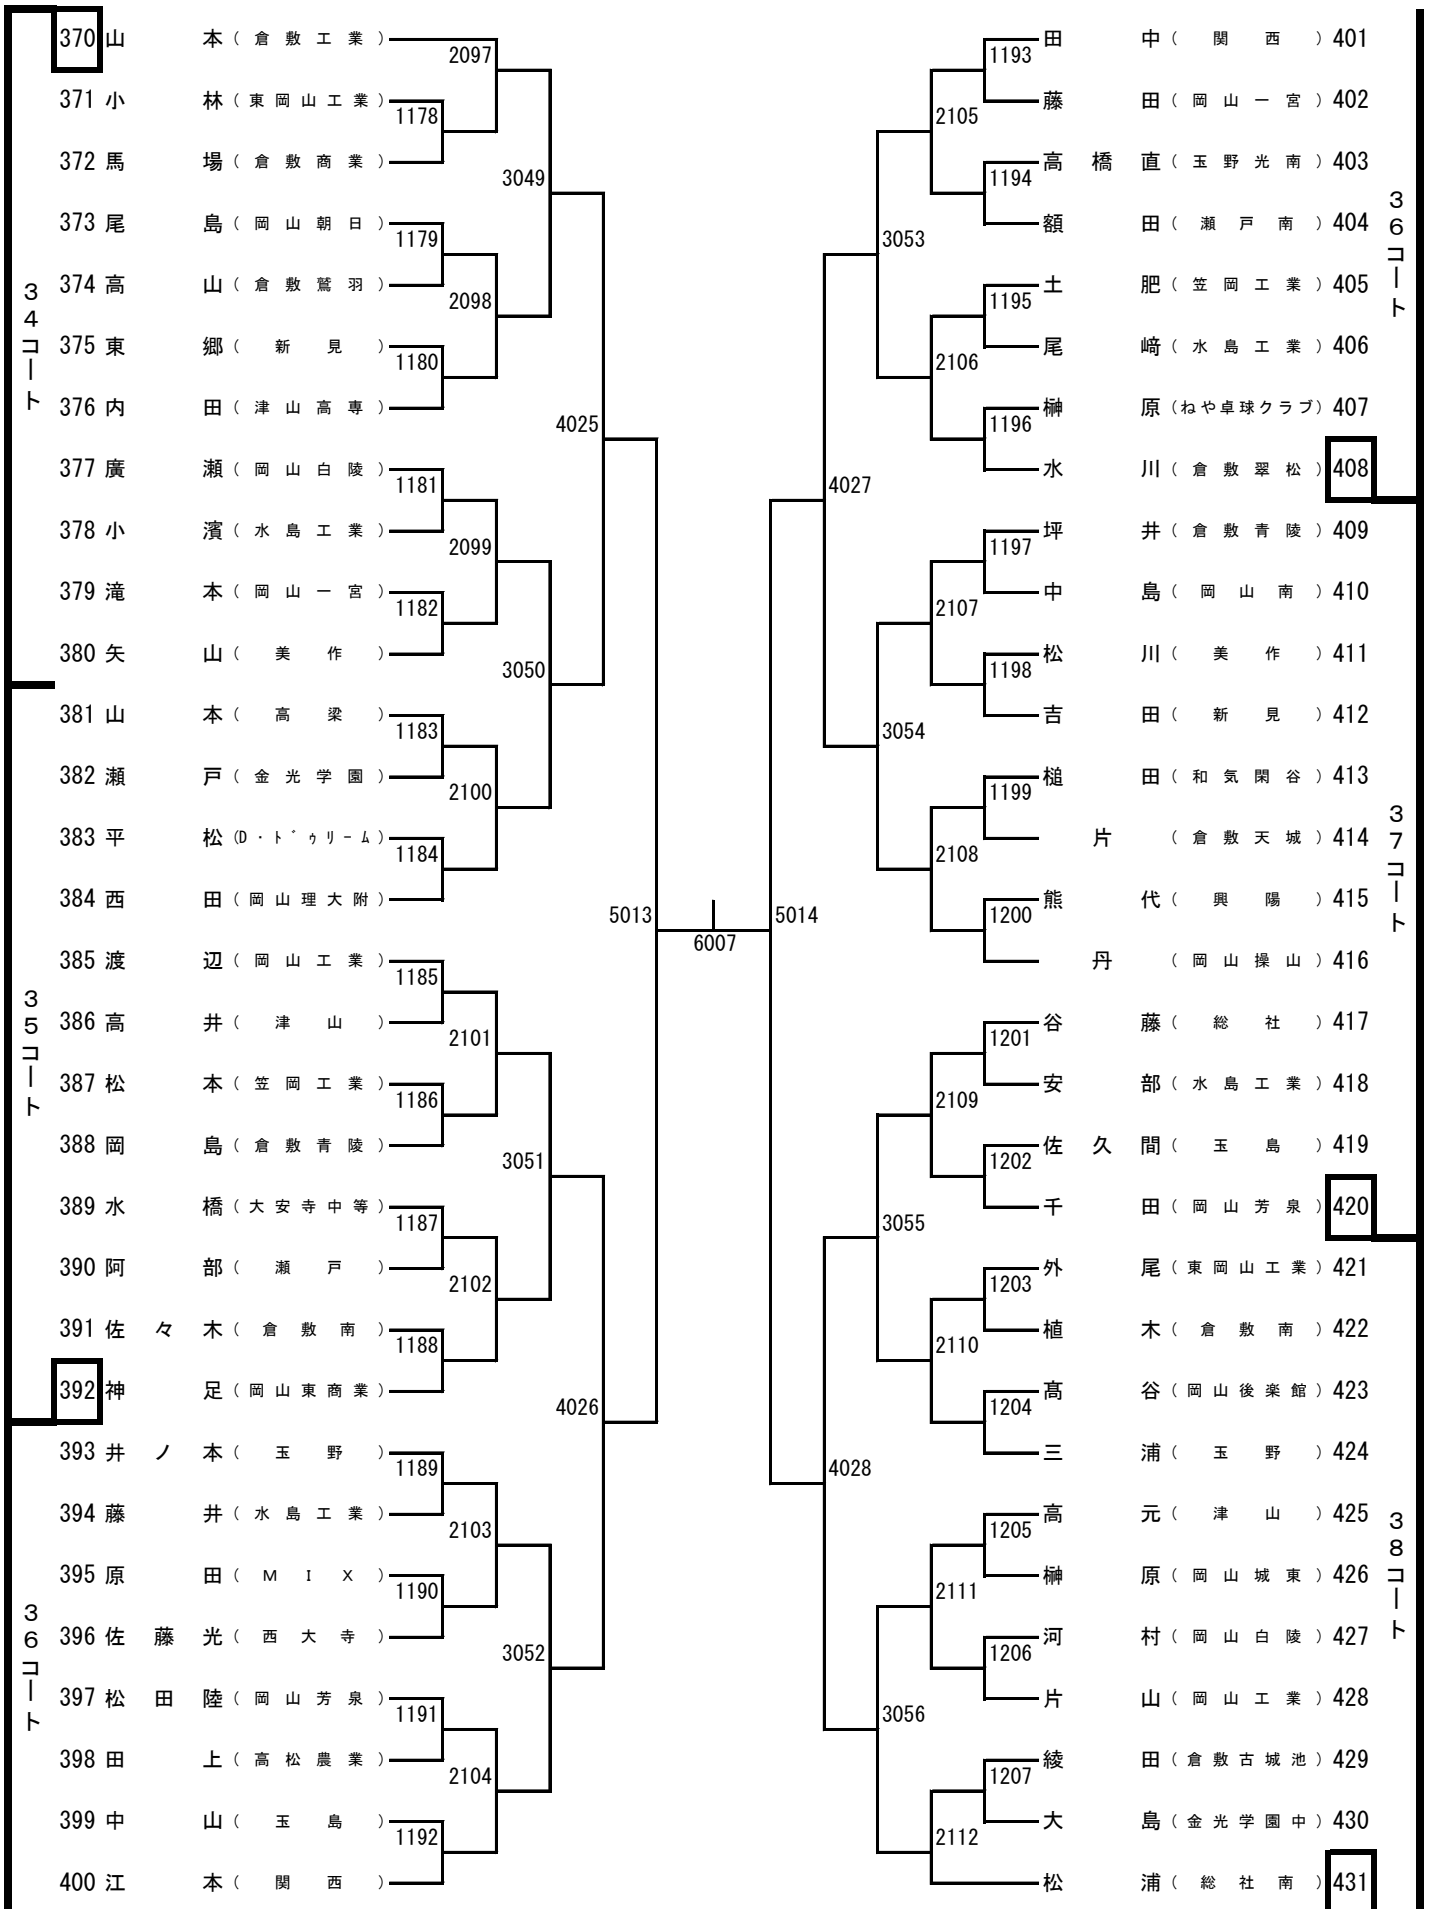 370 山本（倉敷工業）
371 小林（東岡山工業）
372 馬場（倉敷商業）
373 尾島（岡山朝日）
374 高山（倉敷鷲羽）
375 東郷（新見）
376 内田（津山高専）
377 廣瀬（岡山白陵）
378 小濱（水島工業）
379 滝本（岡山一宮）
380 矢山（美作）
381 山本（高梁）
382 瀬戸（金光学園）
383 平松（D・ﾄﾞｩﾘｰﾑ）
384 西田（岡山理大附）
385 渡辺（岡山工業）
386 高井（津山）
387 松本（笠岡工業）
388 岡島（倉敷青陵）
389 水橋（大安寺中等）
390 阿部（瀬戸）
391 佐々木（倉敷南）
392 神足（岡山東商業）
393 井ノ本（玉野）
394 藤井（水島工業）
395 原田（ＭＩＸ）
396 佐藤光（西大寺）
397 松田陸（岡山芳泉）
398 田上（高松農業）
399 中山（玉島）
400 江本（関西）
34コート
35コート
36コート
1178
1179
1180
1181
1182
1183
1184
1185
1186
1187
1188
1189
1190
1191
1192
2097
2098
2099
2100
2101
2102
2103
2104
3049
3050
3051
3052
4025
4026
5013
6007
5014
4027
4028
3053
3054
3055
3056
2105
2106
2107
2108
2109
2110
2111
2112
1193
1194
1195
1196
1197
1198
1199
1200
1201
1202
1203
1204
1205
1206
1207
田中（関西）401
藤田（岡山一宮）402
高橋直（玉野光南）403
額田（瀬戸南）404
土肥（笠岡工業）405
尾﨑（水島工業）406
榊原（ねや卓球クラブ）407
水川（倉敷翠松）408
坪井（倉敷青陵）409
中島（岡山南）410
松川（美作）411
吉田（新見）412
槌田（和気閑谷）413
片（倉敷天城）414
熊代（興陽）415
丹（岡山操山）416
谷藤（総社）417
安部（水島工業）418
佐久間（玉島）419
千田（岡山芳泉）420
外尾（東岡山工業）421
植木（倉敷南）422
髙谷（岡山後楽館）423
三浦（玉野）424
高元（津山）425
榊原（岡山城東）426
河村（岡山白陵）427
片山（岡山工業）428
綾田（倉敷古城池）429
大島（金光学園中）430
松浦（総社南）431
36コート
37コート
38コート